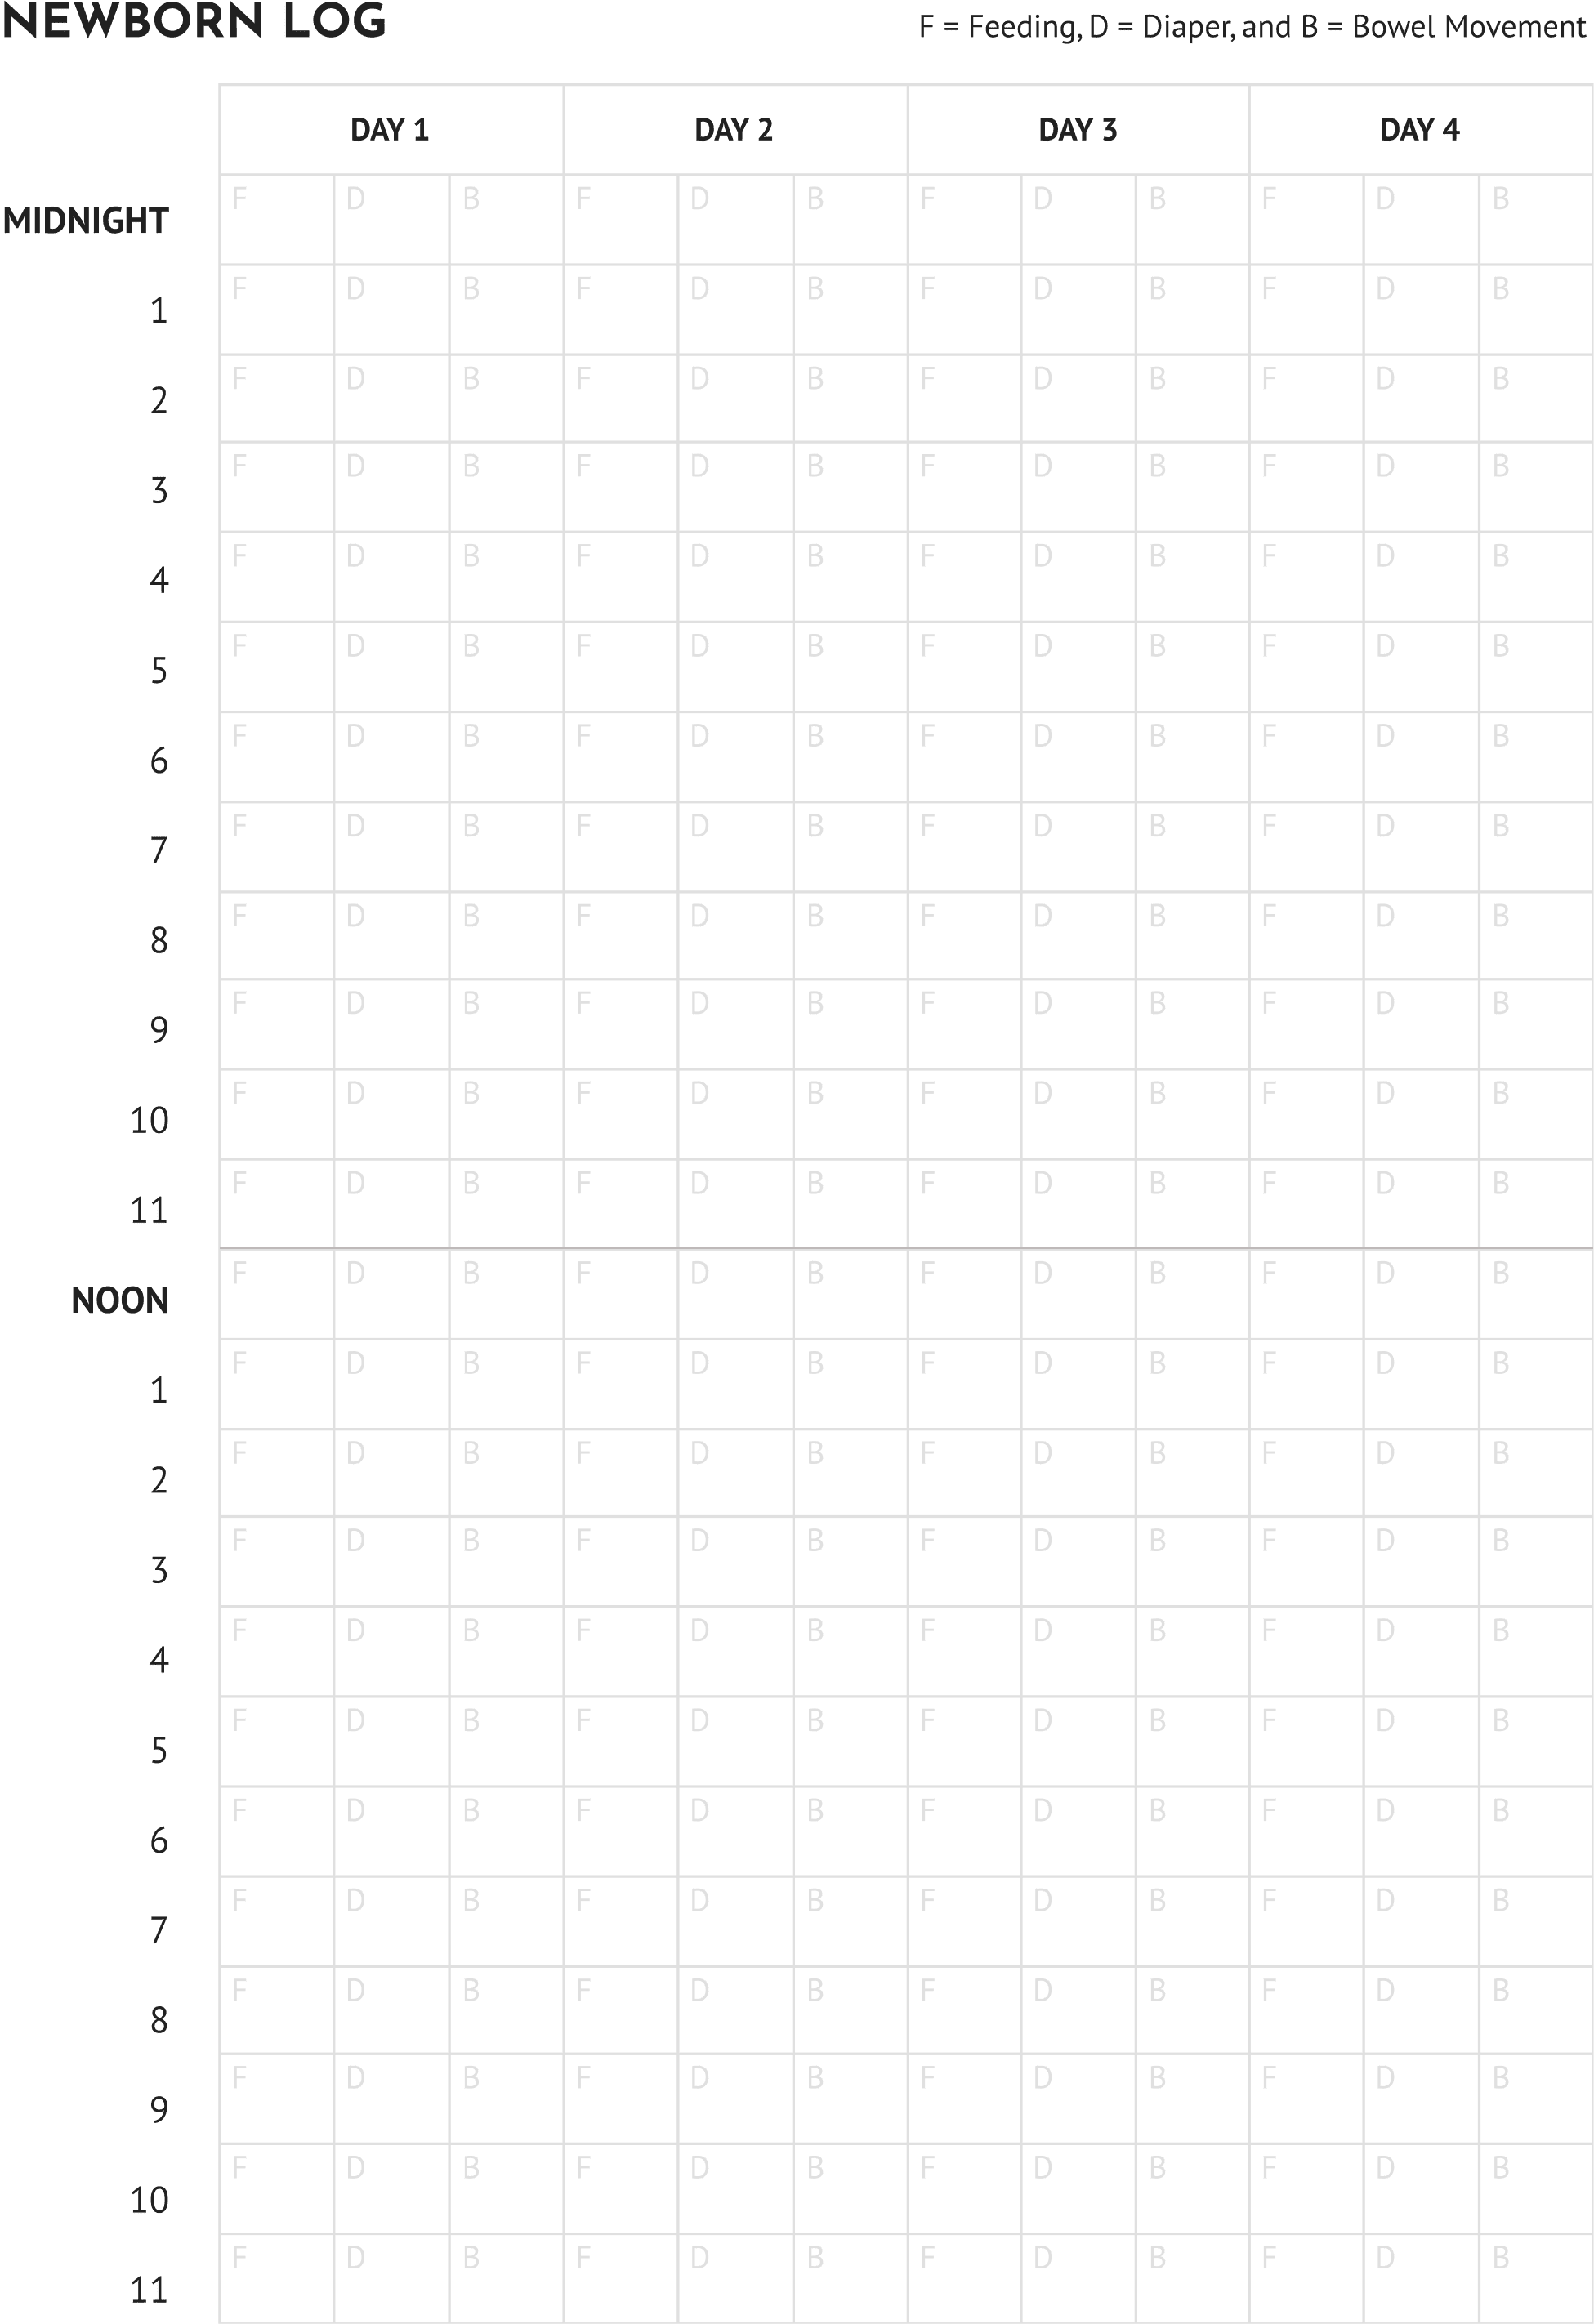 NEWBORN LOG
F = Feeding, D = Diaper, and B = Bowel Movement
DAY 1 DAY 2 DAY 3 DAY 4
MIDNIGHT F D B F D B F D B F D B
1 F D B F D B F D B F D B
2 F D B F D B F D B F D B
3 F D B F D B F D B F D B
4 F D B F D B F D B F D B
5 F D B F D B F D B F D B
6 F D B F D B F D B F D B
7 F D B F D B F D B F D B
8 F D B F D B F D B F D B
9 F D B F D B F D B F D B
10 F D B F D B F D B F D B
11 F D B F D B F D B F D B
NOON F D B F D B F D B F D B
1 F D B F D B F D B F D B
2 F D B F D B F D B F D B
3 F D B F D B F D B F D B
4 F D B F D B F D B F D B
5 F D B F D B F D B F D B
6 F D B F D B F D B F D B
7 F D B F D B F D B F D B
8 F D B F D B F D B F D B
9 F D B F D B F D B F D B
10 F D B F D B F D B F D B
11 F D B F D B F D B F D B